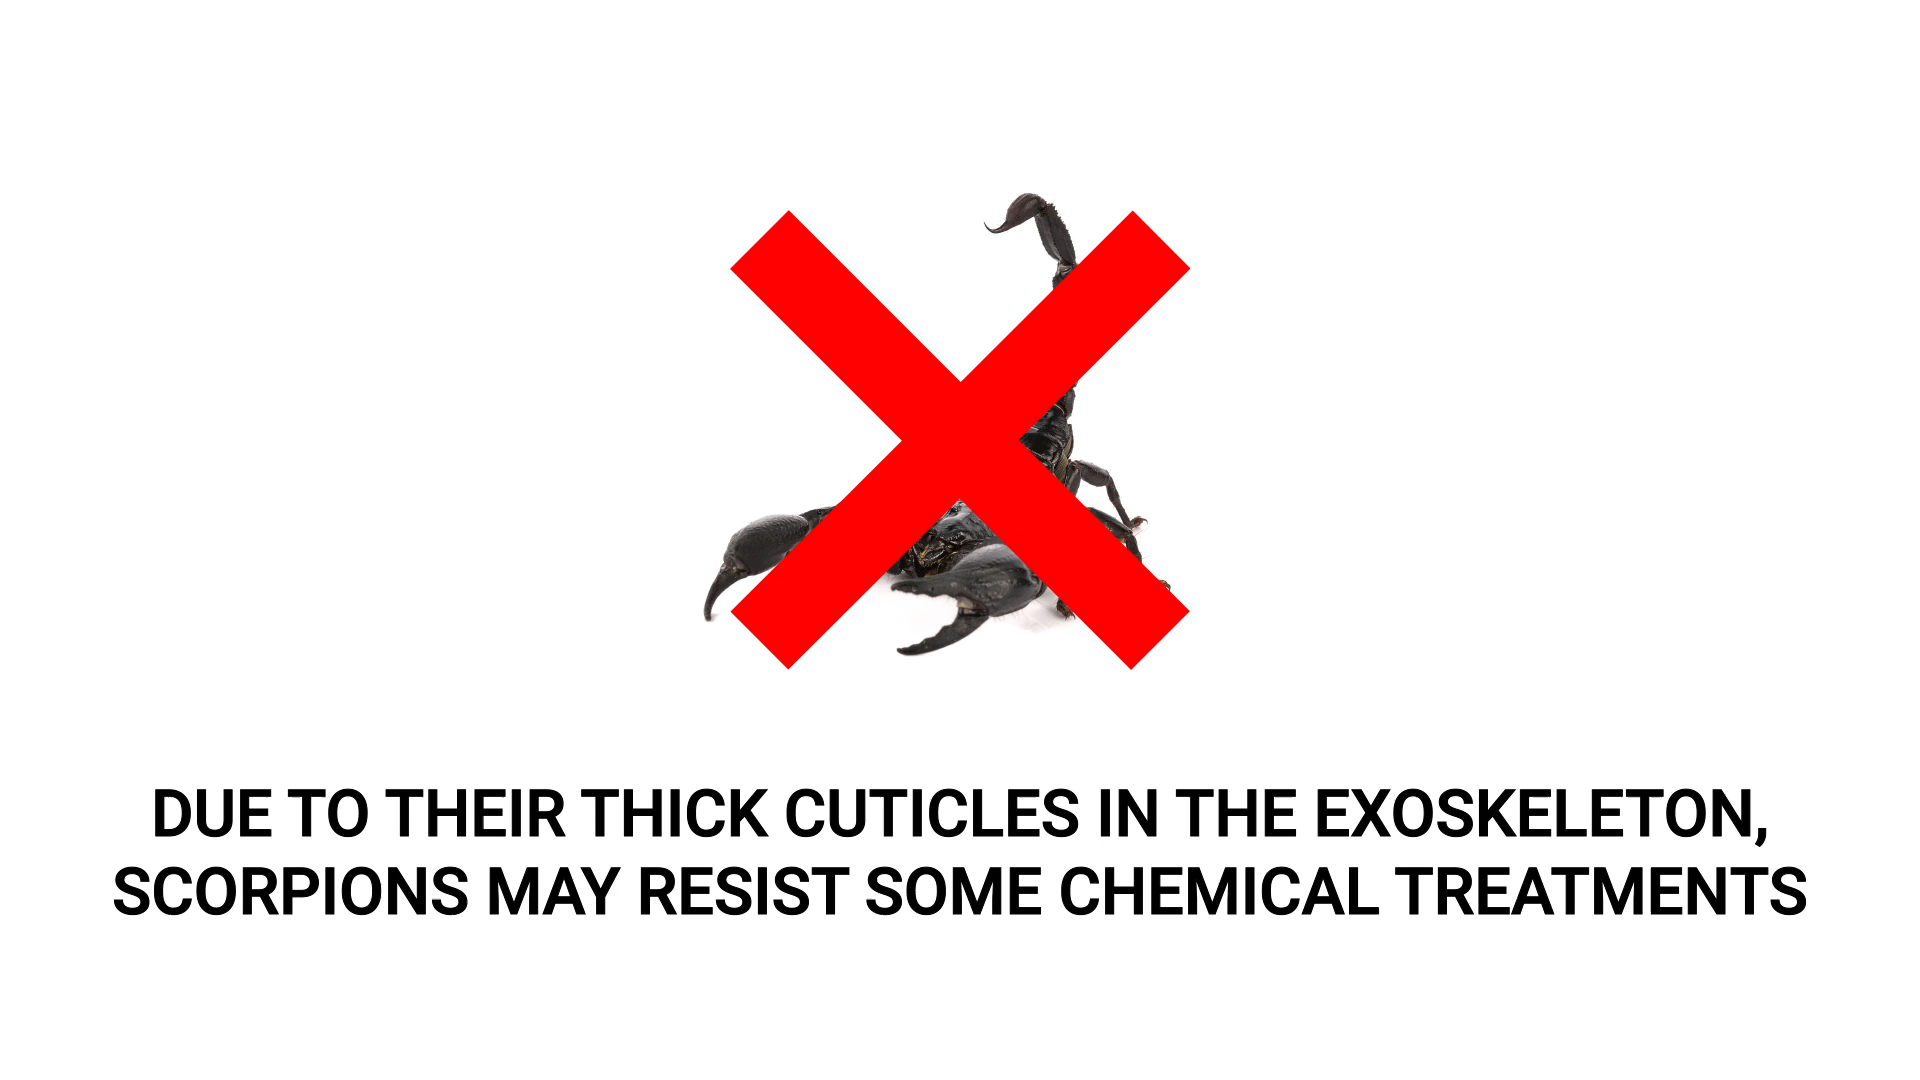 DUE TO THEIR THICK CUTICLES IN THE EXOSKELETON,
SCORPIONS MAY RESIST SOME CHEMICAL TREATMENTS